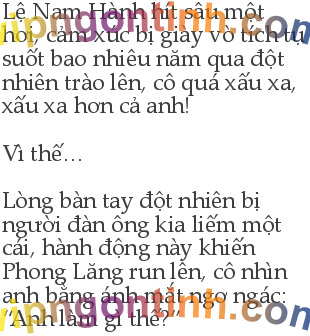 Lệ Nam Hành hít sâu một
hơi, cảm xúc bị giày vò tích tụ
suốt bao nhiêu năm qua đột
nhiên trào lên, cô quá xấu xa,
xấu xa hơn cả anh!
Vì thế...
Lòng bàn tay đột nhiên bị
người đàn ông kia liếm một
cái, hành động này khiến
Phong Lăng run lên, cô nhìn
anh bằng ánh mắt ngơ ngác:
“Anh làm gì thế?”